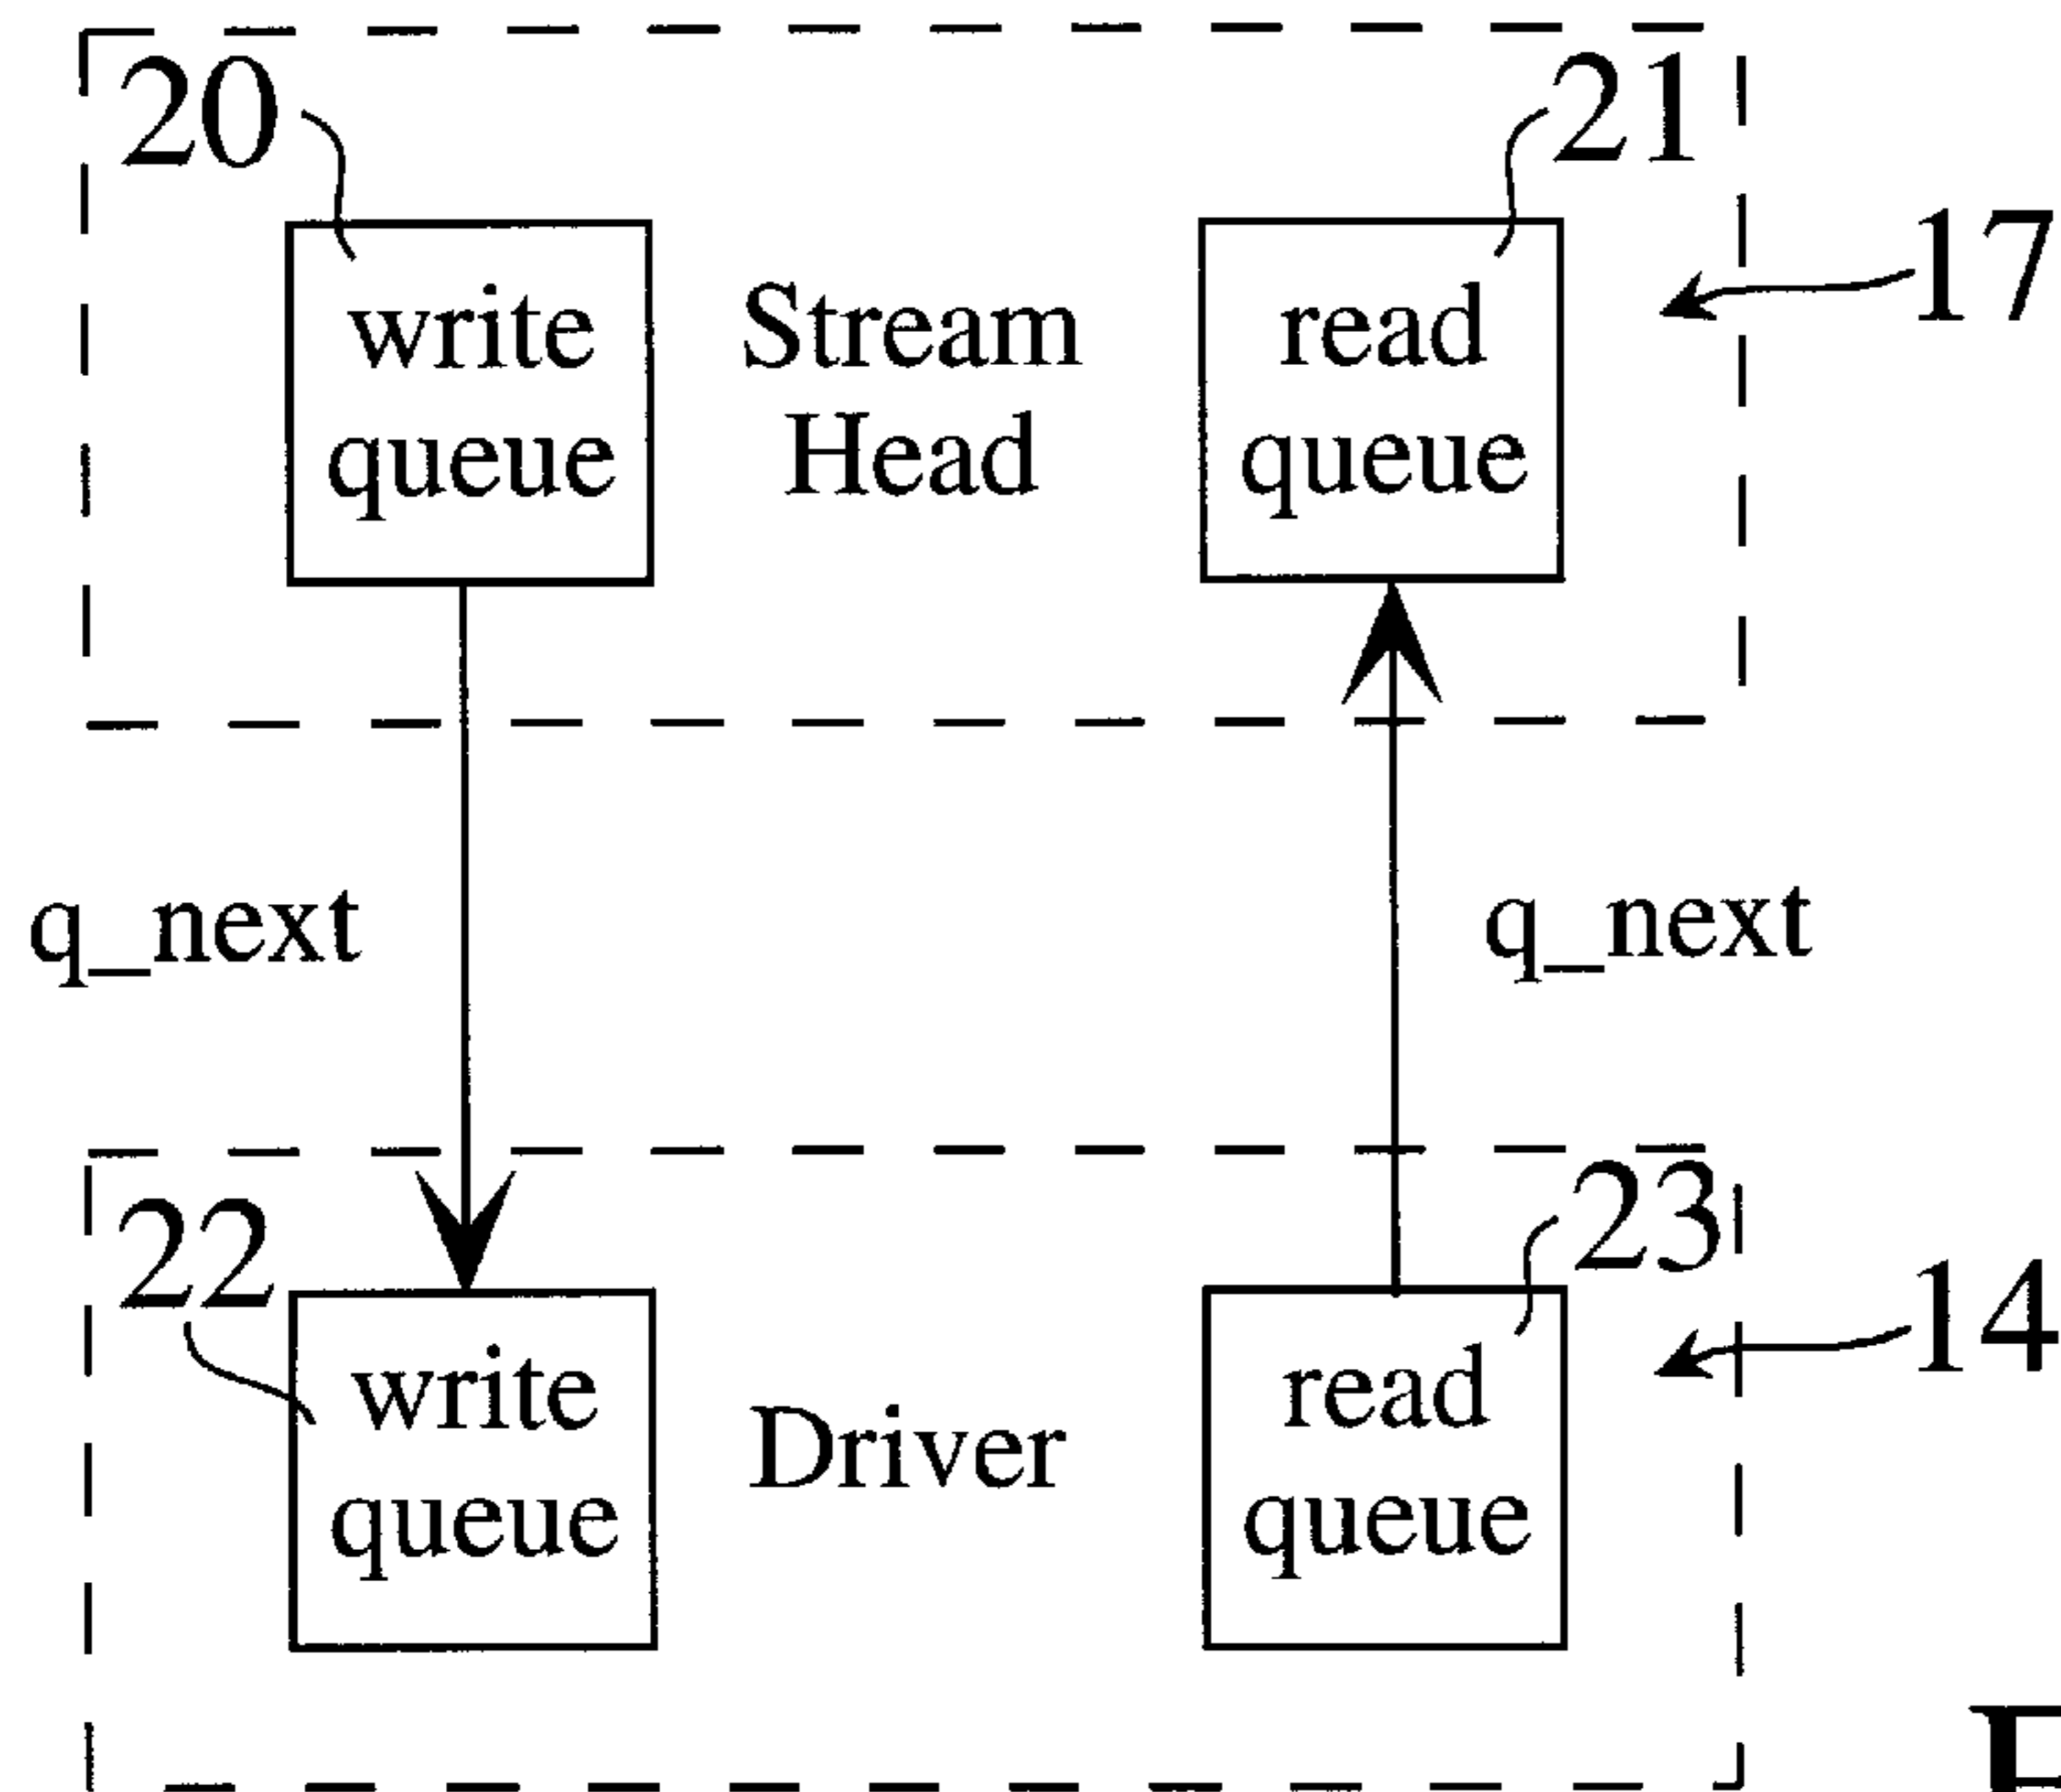 20
21
17
write
queue
Stream
Head
read
queue
q_next
q_next
22
23
14
write
queue
Driver
read
queue